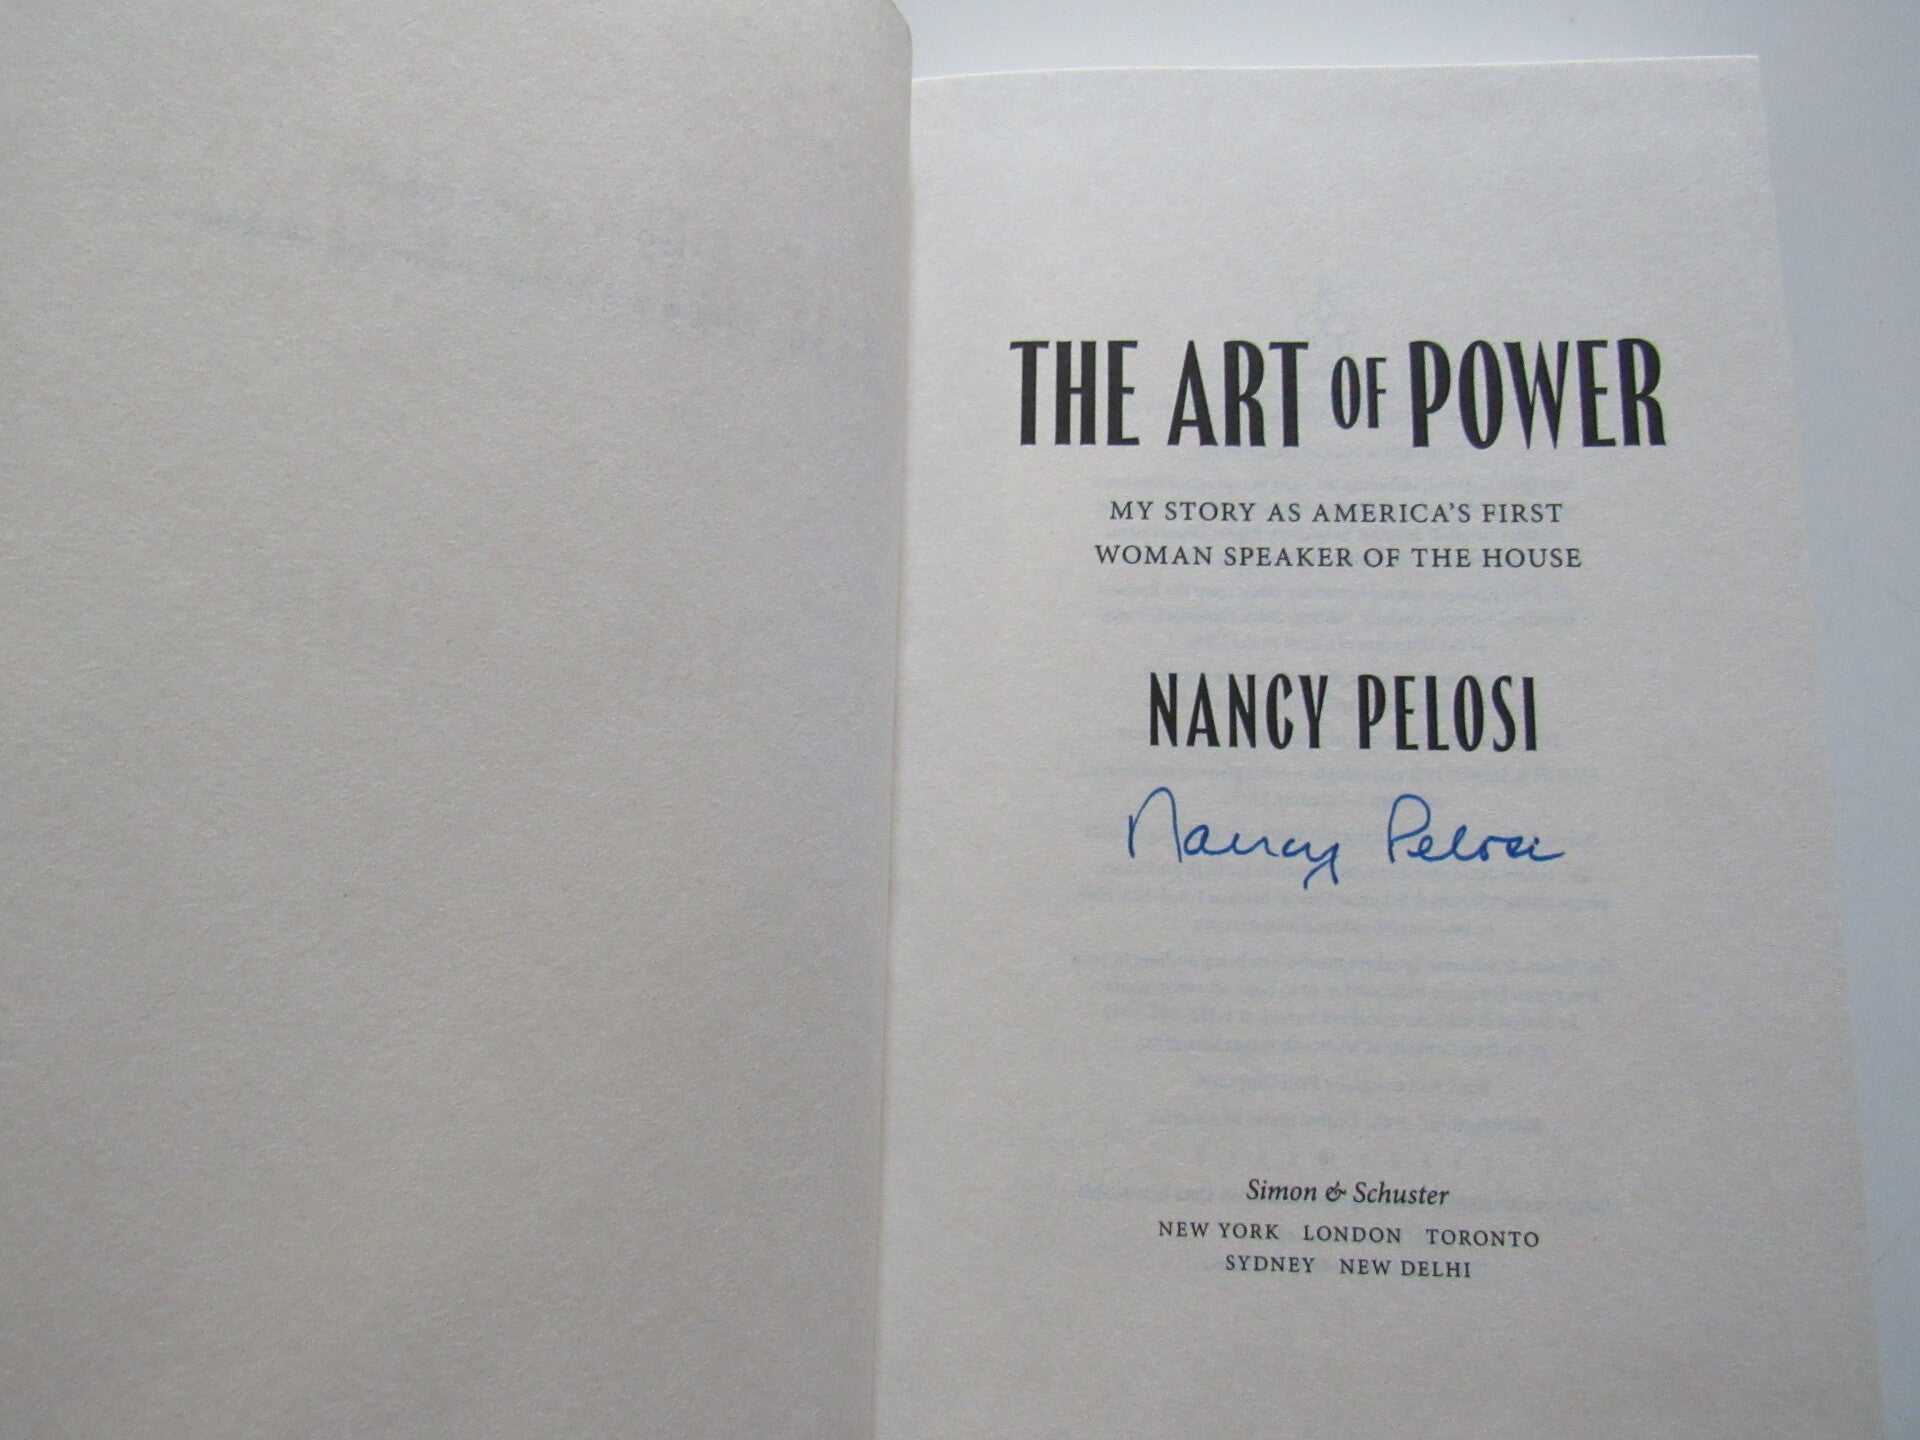 THE ART OF POWER
MY STORY AS AMERICA'S FIRST
WOMAN SPEAKER OF THE HOUSE
NANCY PELOSI
Nancy Pelosi
Simon & Schuster
NEW YORK LONDON TORONTO
SYDNEY NEW DELHI